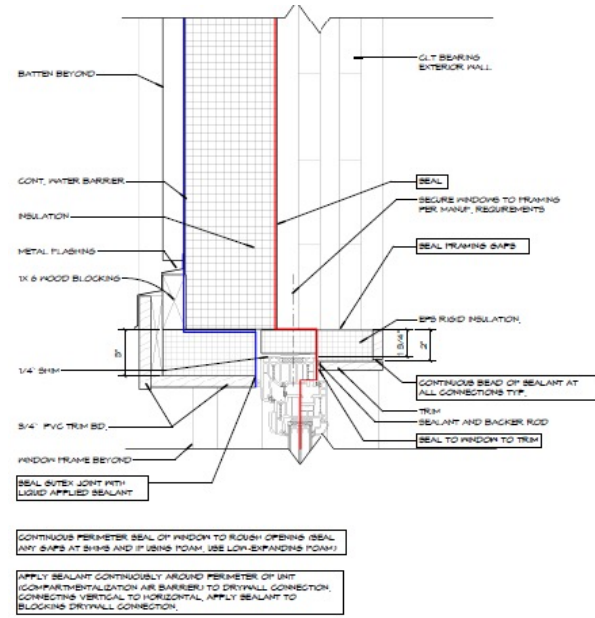 BATTEN BEYOND
CLT BEARING
EXTERIOR WALL
CONT. WATER BARRIER
SEAL
SECURE WINDOWS TO FRAMING
PER MANUF. REQUIREMENTS
INSULATION
SEAL FRAMING GAPS
METAL FLASHING
1X 6 WOOD BLOCKING
EPS RIGID INSULATION,
3"
1 3/4"
2"
1/4" SHIM
CONTINUOUS BEAD OF SEALANT AT
ALL CONNECTIONS TYP.
TRIM
SEALANT AND BACKER ROD
3/4" PVC TRIM BD.
SEAL TO WINDOW TO TRIM
WINDOW FRAME BEYOND
SEAL GUTEX JOINT WITH
LIQUID APPLIED SEALANT
CONTINUOUS PERIMETER SEAL OF WINDOW TO ROUGH OPENING (SEAL
ANY GAPS AT SHIMS AND IF USING FOAM, USE LOW-EXPANDING FOAM)
APPLY SEALANT CONTINUOUSLY AROUND PERIMETER OF UNIT
(COMPARTMENTALIZATION AIR BARRIER) TO DRYWALL CONNECTION,
CONNECTING VERTICAL TO HORIZONTAL, APPLY SEALANT TO
BLOCKING DRYWALL CONNECTION.